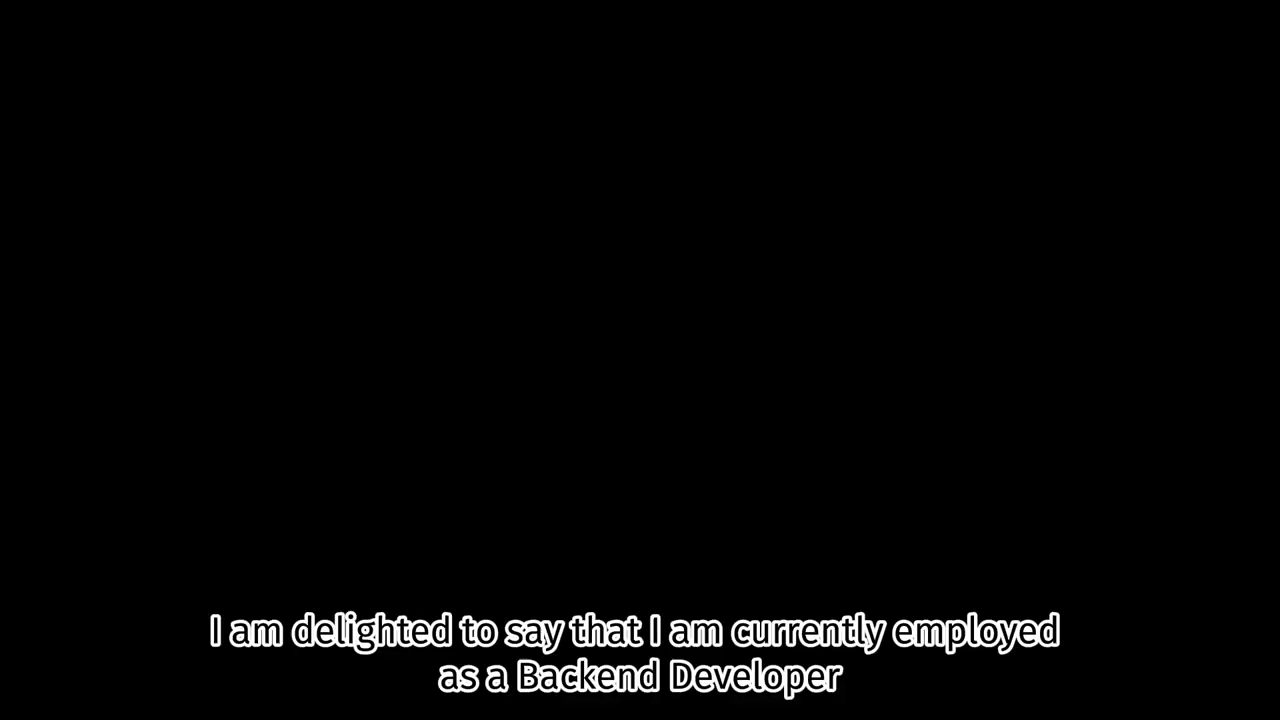 I am delighted to say that I am currently employed
as a Backend Developer